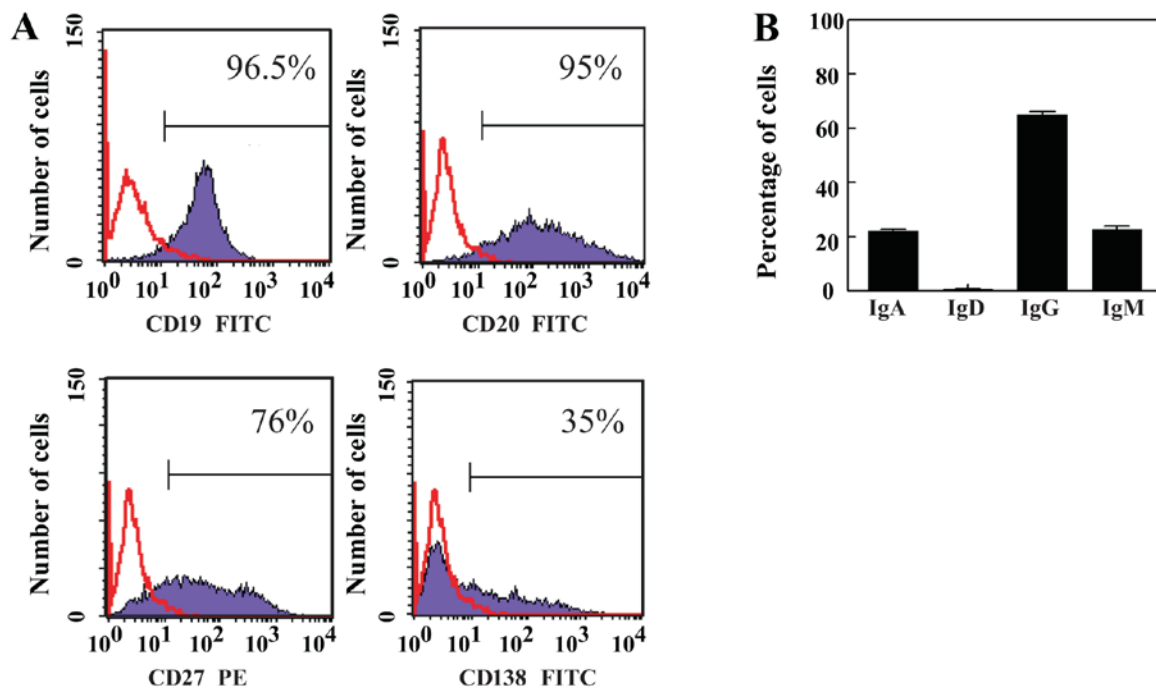 A
150
Number of cells
0
96.5%
10^0 10^1 10^2 10^3 10^4
CD19 FITC
150
Number of cells
0
95%
10^0 10^1 10^2 10^3 10^4
CD20 FITC
B
Percentage of cells
100
80
60
40
20
0
IgA IgD IgG IgM
150
Number of cells
0
76%
10^0 10^1 10^2 10^3 10^4
CD27 PE
150
Number of cells
0
35%
10^0 10^1 10^2 10^3 10^4
CD138 FITC